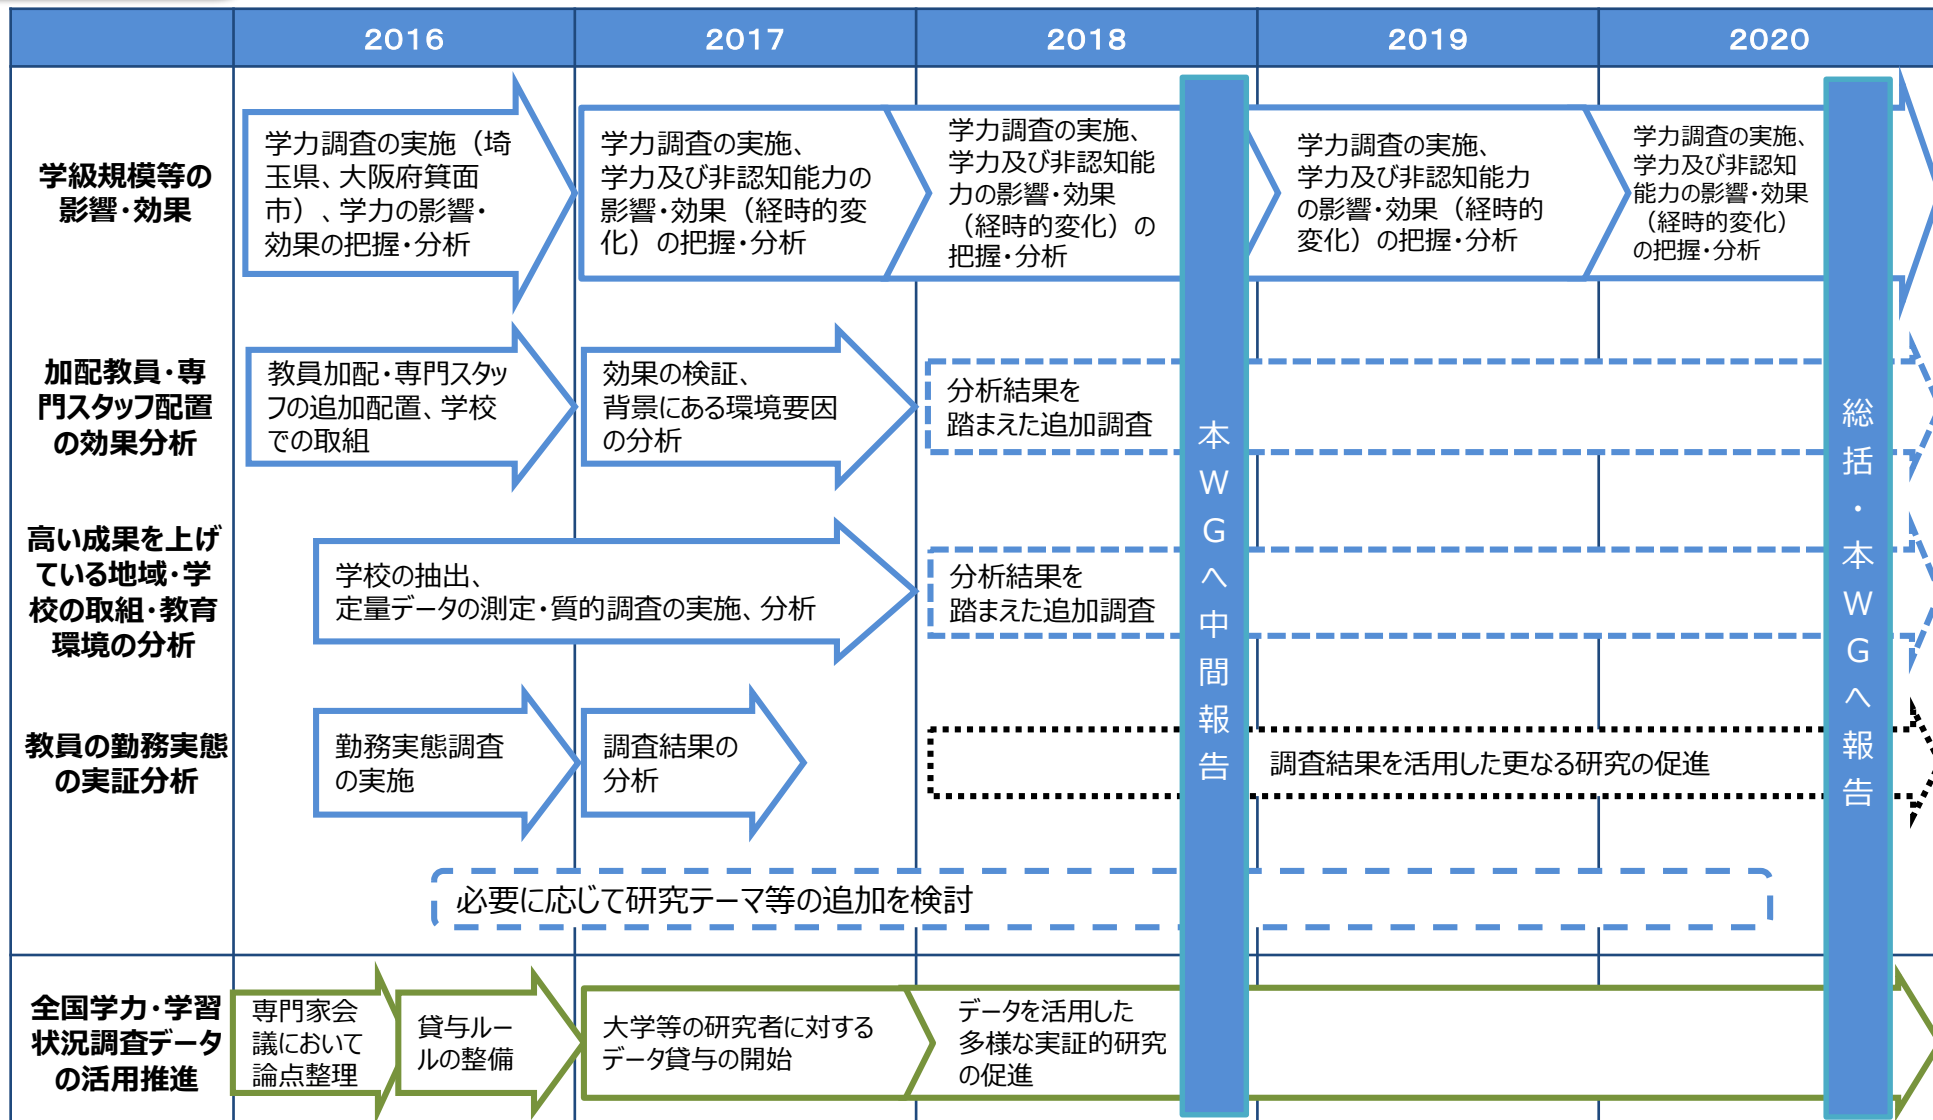 2016
2017
2018
2019
2020
学級規模等の
影響・効果
学力調査の実施（埼
玉県、大阪府箕面
市）、学力の影響・
効果の把握・分析
学力調査の実施、
学力及び非認知能力の
影響・効果（経時的変
化）の把握・分析
学力調査の実施、
学力及び非認知能
力の影響・効果
（経時的変化）の
把握・分析
学力調査の実施、
学力及び非認知能力
の影響・効果（経時的
変化）の把握・分析
学力調査の実施、
学力及び非認知
能力の影響・効果
（経時的変化）
の把握・分析
加配教員・専
門スタッフ配置
の効果分析
教員加配・専門スタッ
フの追加配置、学校
での取組
効果の検証、
背景にある環境要因
の分析
分析結果を
踏まえた追加調査
高い成果を上げ
ている地域・学
校の取組・教育
環境の分析
学校の抽出、
定量データの測定・質的調査の実施、分析
分析結果を
踏まえた追加調査
教員の勤務実態
の実証分析
勤務実態調査
の実施
調査結果の
分析
調査結果を活用した更なる研究の促進
必要に応じて研究テーマ等の追加を検討
本WGへ中間報告
総括・本WGへ報告
全国学力・学習
状況調査データ
の活用推進
専門家会
議において
論点整理
貸与ルー
ルの整備
大学等の研究者に対する
データ貸与の開始
データを活用した
多様な実証的研究
の促進